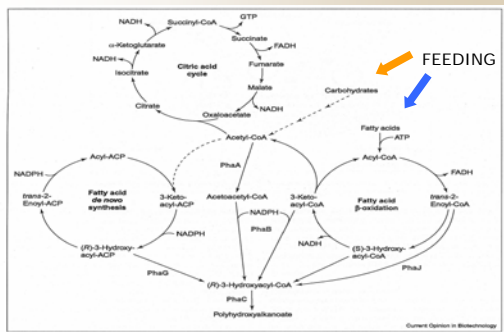 NADH
Succinyl-CoA
GTP
Succinate
α-Ketoglutarate
FADH
NADH
Citric acid
cycle
Fumarate
Isocitrate
Malate
NADH
Citrate
Oxaloacetate
FEEDING
Carbohydrates
Acetyl-CoA
Fatty acids
ATP
Acyl-ACP
PhaA
Acyl-CoA
NADPH
FADH
trans-2-
Enoyl-ACP
Fatty acid
de novo
synthesis
3-Keto-
acyl-ACP
Acetoacetyl-CoA
3-Keto-
acyl-CoA
Fatty acid
β-oxidation
trans-2-
Enoyl-CoA
NADPH
PhaB
NADPH
NADH
(R)-3-Hydroxy-
acyl-ACP
(S)-3-Hydroxy-
acyl-CoA
PhaG
PhaJ
(R)-3-Hydroxyacyl-CoA
PhaC
Polyhydroxyalkanoate
Current Opinion in Biotechnology